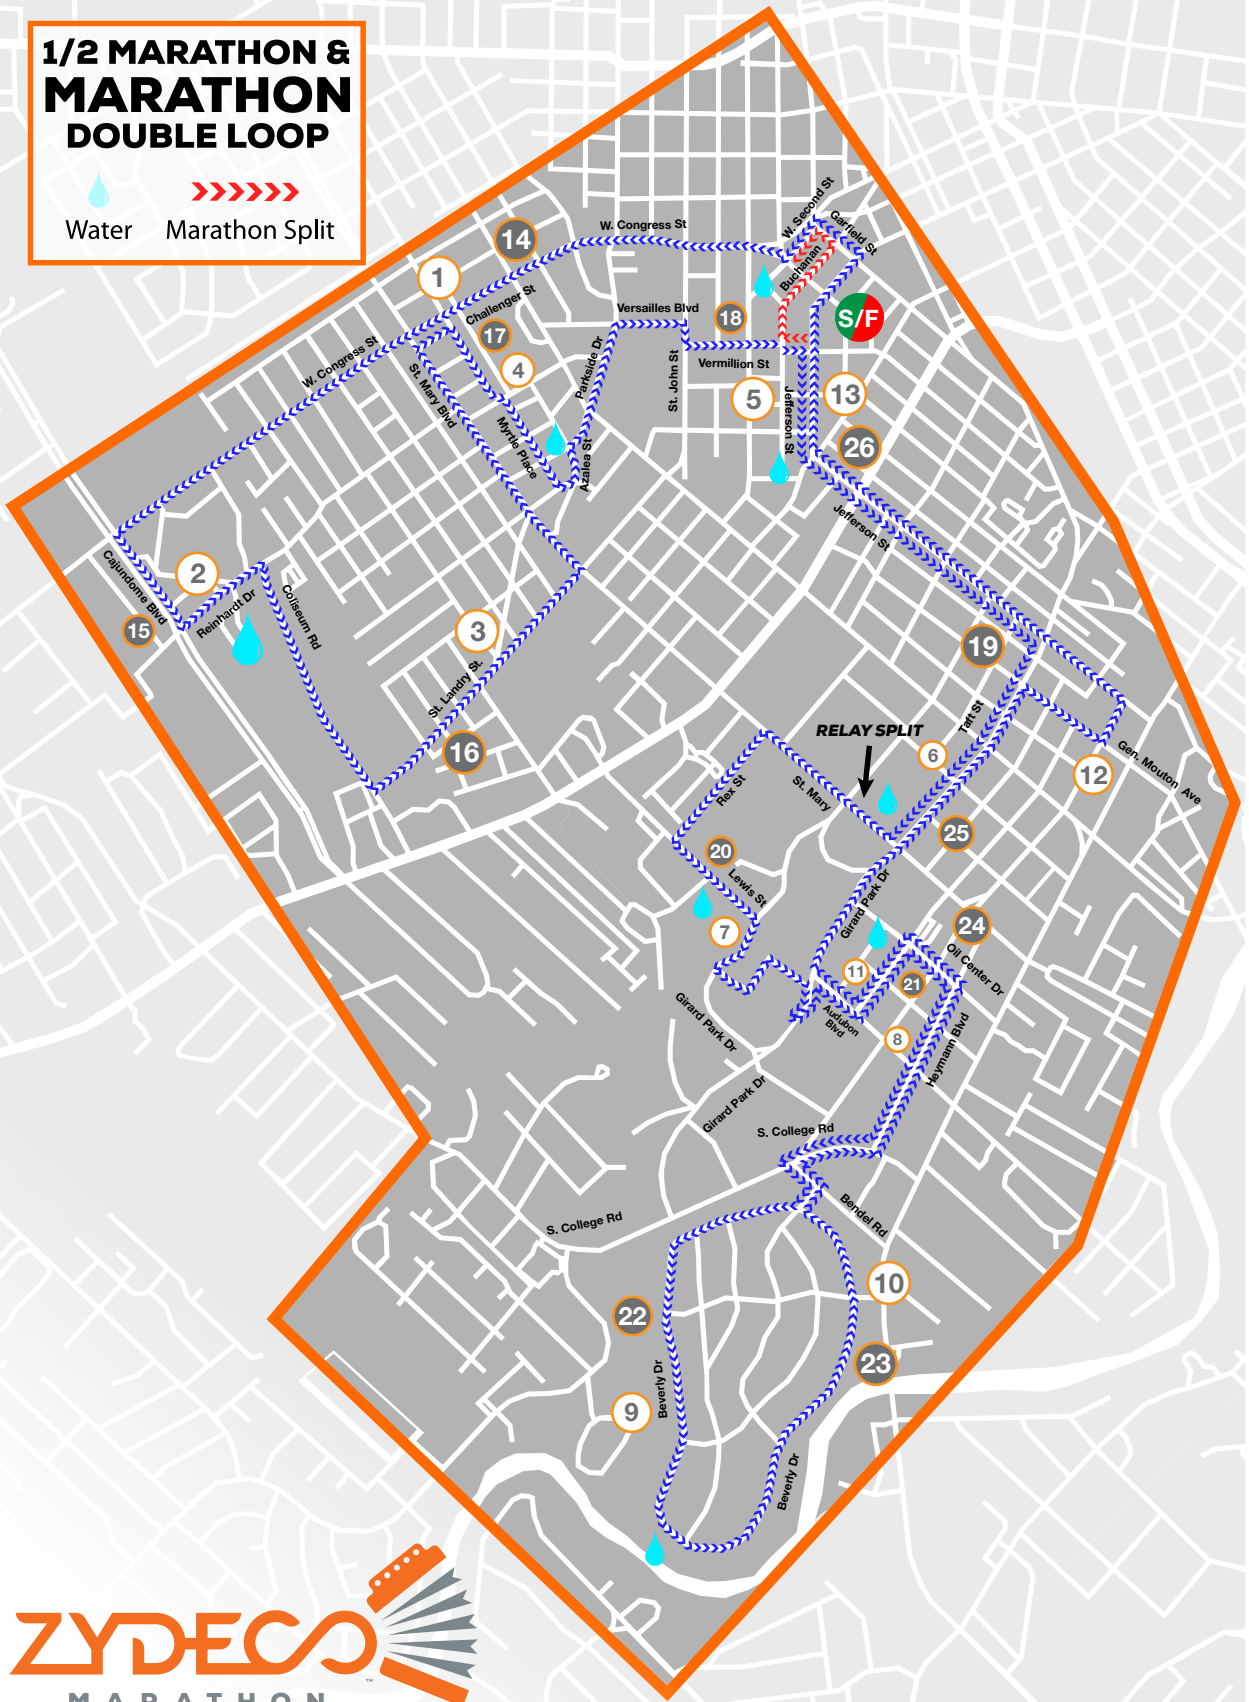 1/2 MARATHON &
MARATHON
DOUBLE LOOP
Water
Marathon Split
W. Second St
Garfield St
W. Congress St
14
Buchanan
1
Challenger St
Versailles Blvd
18
S/F
17
W. Congress St
4
Parkside Dr
St. John St
Vermillion St
St. Mary Blvd
5
Jefferson St
13
Myrtle Place
Azalea St
26
Jefferson St
Cajundome Blvd
2
Reinhardt Dr
Coliseum Rd
15
3
St. Landry St.
16
19
Taft St
RELAY SPLIT
6
Gen. Mouton Ave
12
St. Mary
Rex St
25
20
Lewis St
Girard Park Dr
7
24
Oil Center Dr
11
21
Audubon
Blvd
Girard Park Dr
8
Heymann Blvd
Girard Park Dr
S. College Rd
Bendel Rd
S. College Rd
10
22
23
Beverly Dr
9
Beverly Dr
ZYDECO
™
MARATHON